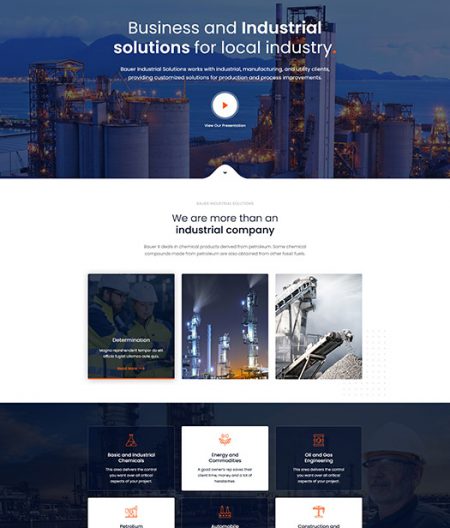 Business and Industrial
solutions for local industry.
Bauer Industrial Solutions works with industrial, manufacturing, and utility clients,
providing customized solutions for production and process improvements.
View Our Presentation
BAUER INDUSTRIAL SOLUTIONS
We are more than an
industrial company
Bauer it deals in chemical products derived from petroleum. Some chemical
compounds made from petroleum are also obtained from other fossil fuels.
Determination
Magna reprehenderit tempor do elit
officia fugiat ullamco aute quis.
Read More
Basic and Industrial
Chemicals
This area delivers the control
you want over all critical
aspects of your project.
Energy and
Commodities
A good owner's rep saves their
client time, money and a lot of
headaches
Oil and Gas
Engineering
This area delivers the control
you want over all critical
aspects of your project.
Petrolium
Automobile
Construction and